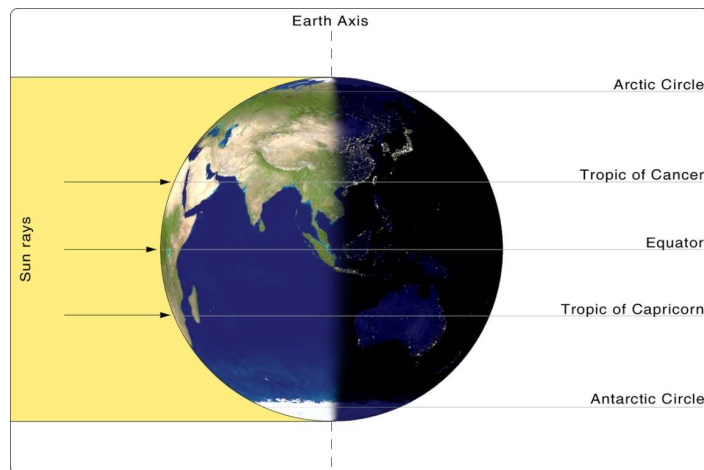 Earth Axis
Arctic Circle
Tropic of Cancer
Equator
Tropic of Capricorn
Antarctic Circle
Sun rays